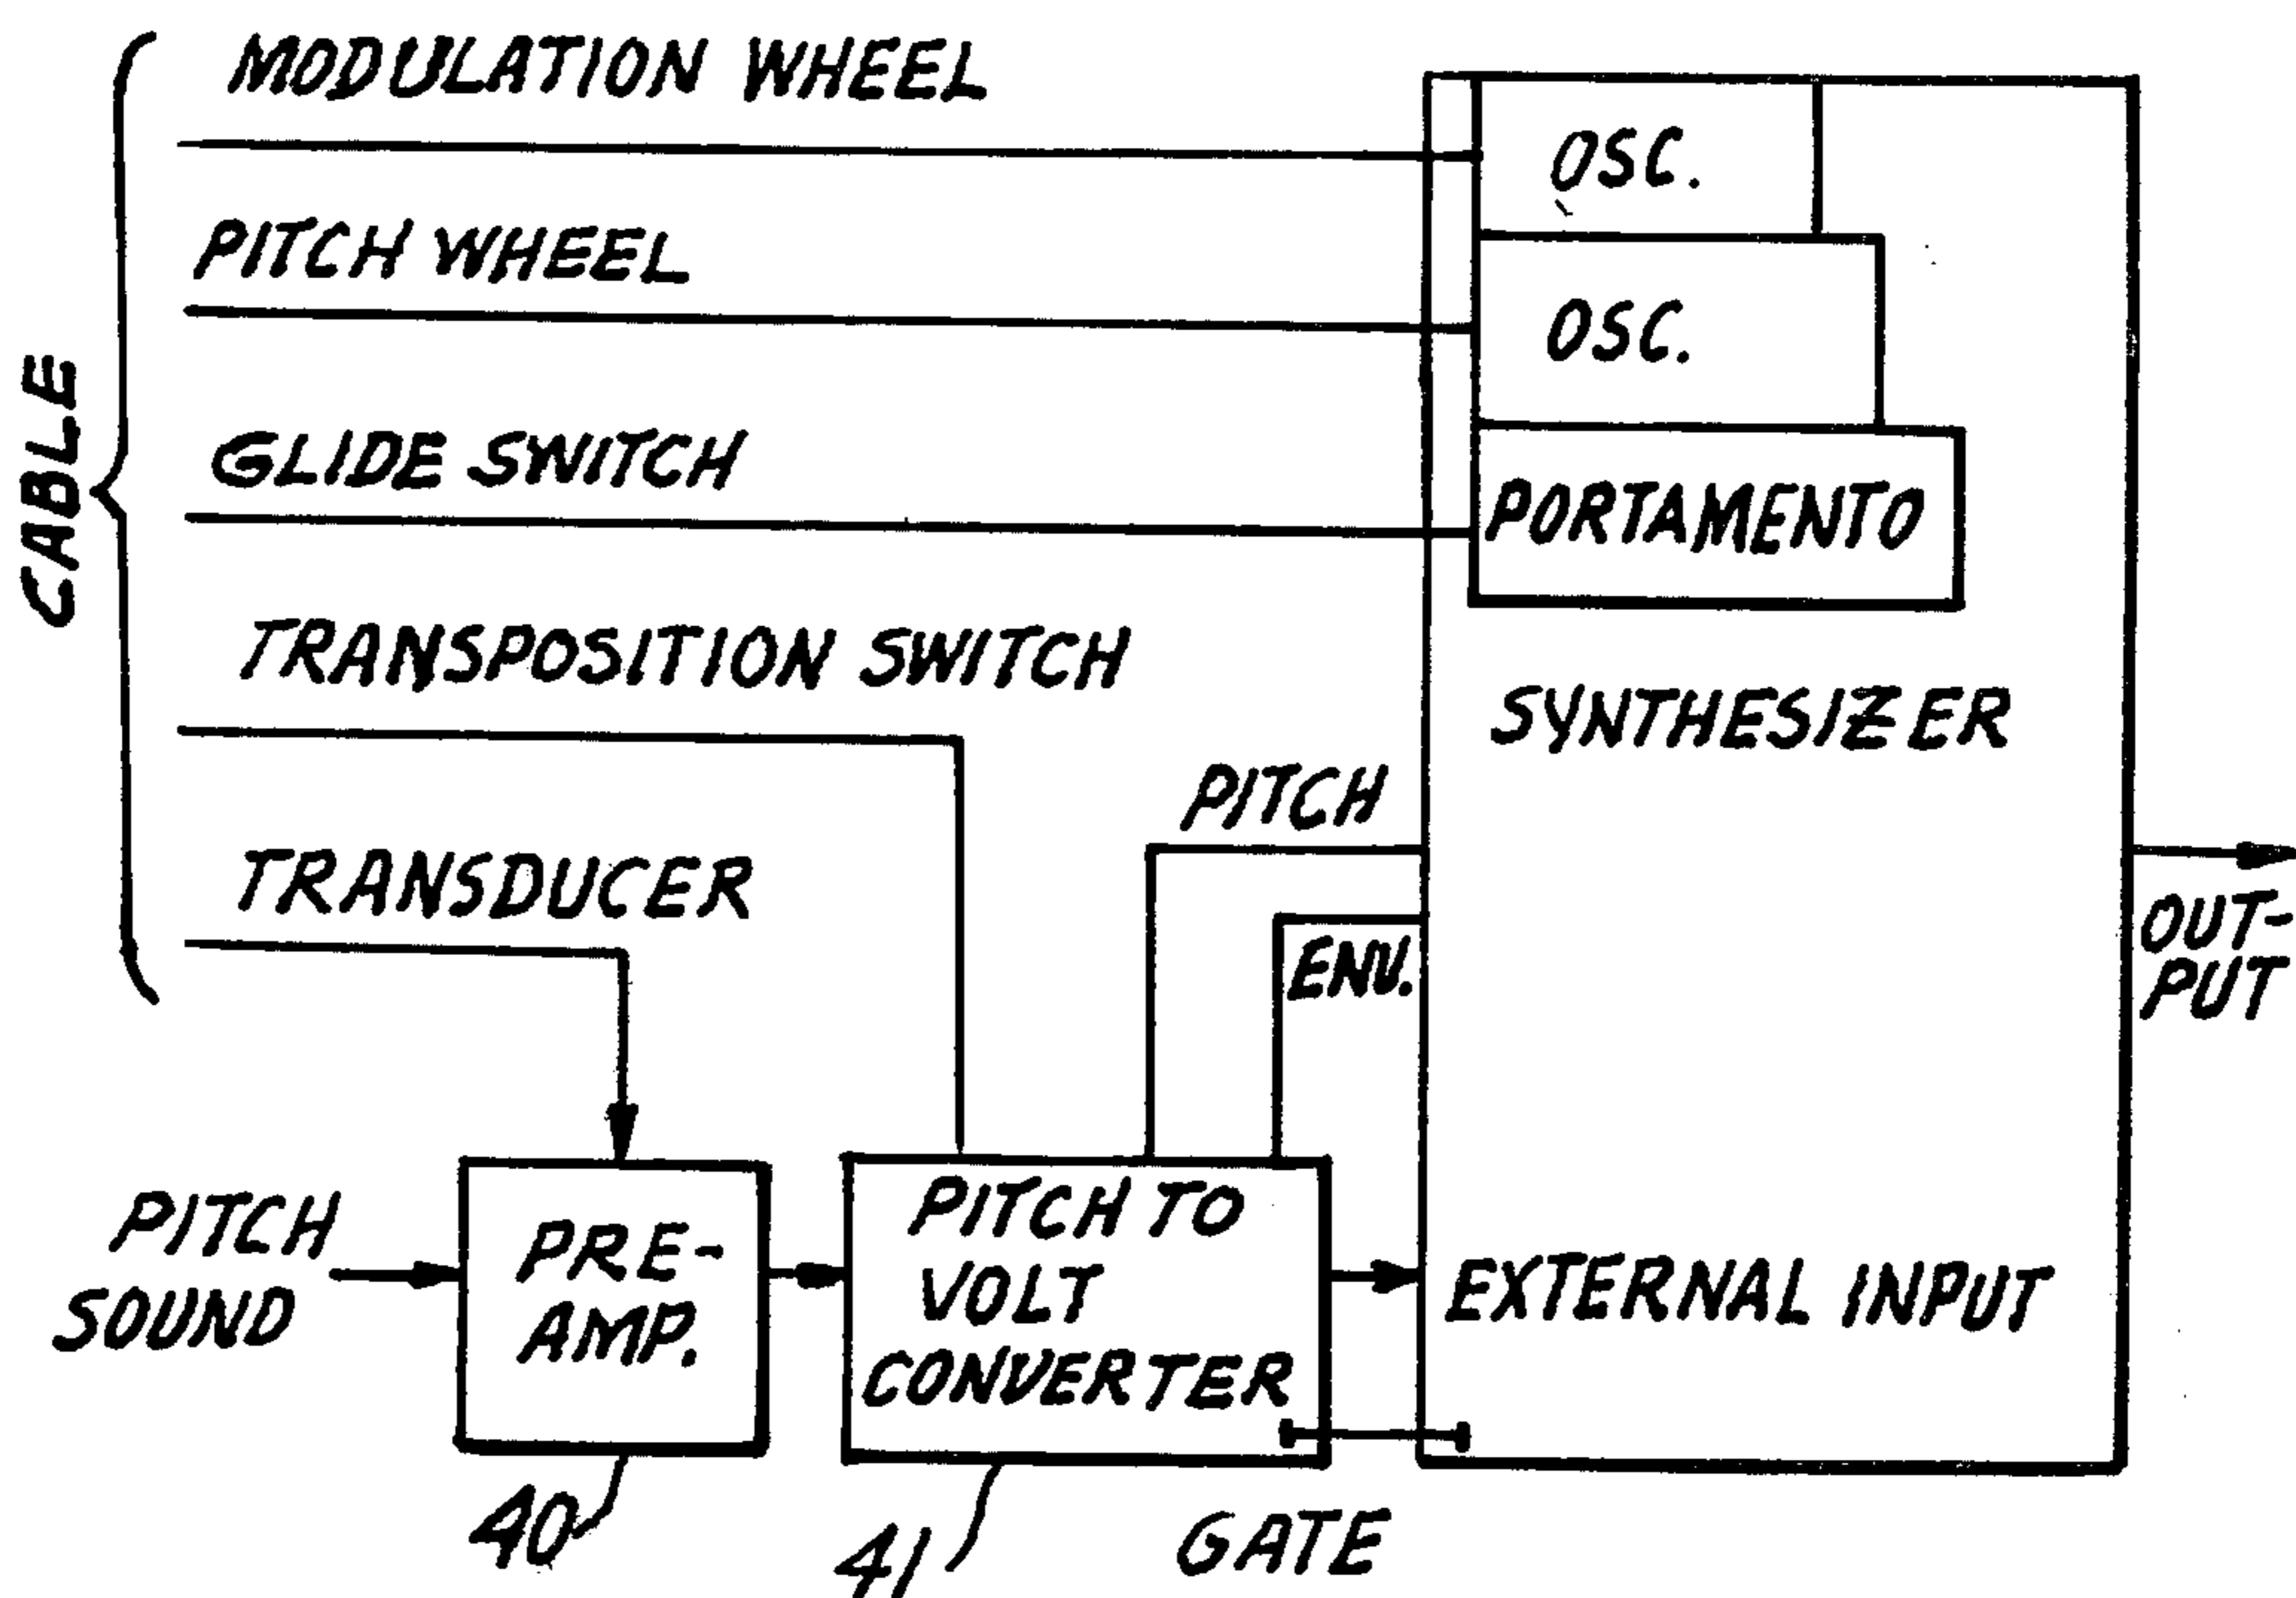 MODULATION WHEEL
OSC.
PITCH WHEEL
OSC.
CABLE
GLIDE SWITCH
PORTAMENTO
TRANSPOSITION SWITCH
SYNTHESIZER
PITCH
TRANSDUCER
ENV.
OUT-
PUT
PITCH
SOUND
PRE-
AMP.
PITCH TO
VOLT
CONVERTER
EXTERNAL INPUT
40
41
GATE